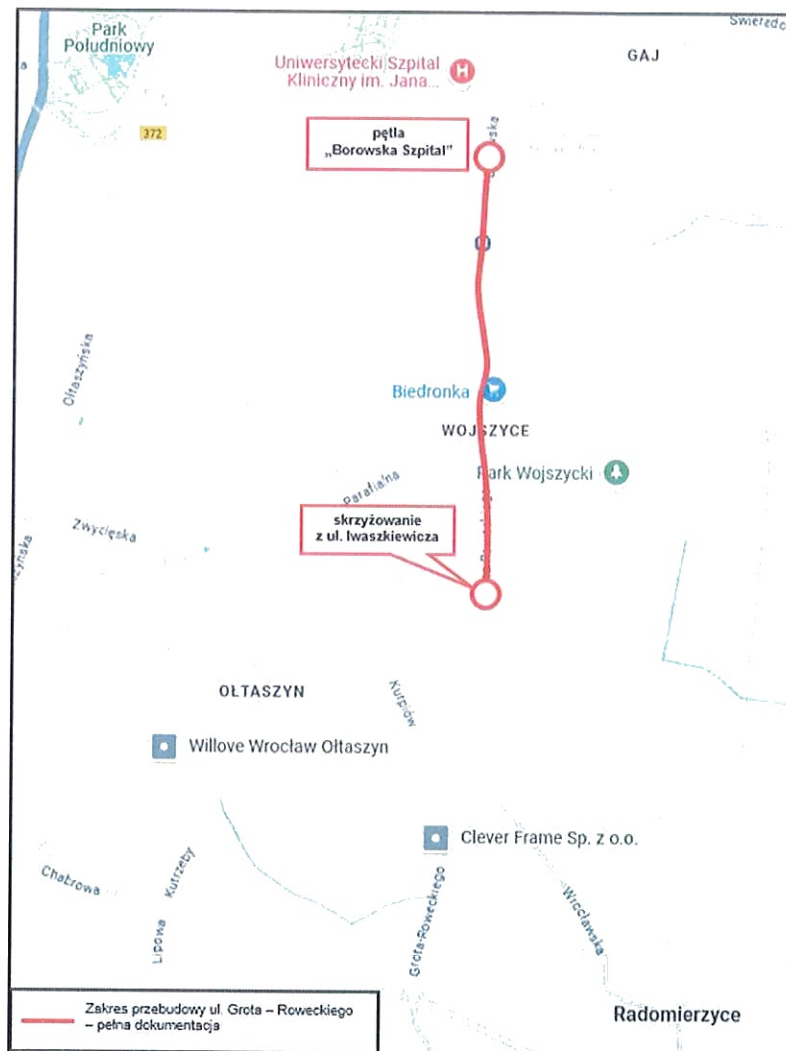 Park
Południowy
Uniwersytecki Szpital
Kliniczny im. Jana...
H
GAJ
372
pętla
„Borowska Szpital”
Ołtaszyńska
Biedronka
WOJSZYCE
Park Wojszycki
Parafialna
skrzyżowanie
z ul. Iwaszkiewicza
Zwycięska
OŁTASZYN
Kurpiów
Willove Wrocław Ołtaszyn
Clever Frame Sp. z o.o.
Chabrowa
Kutrzeby
Lipowa
Grota-Roweckiego
Wrocławska
Radomierzyce
Zakres przebudowy ul. Grota – Roweckiego
– pełna dokumentacja